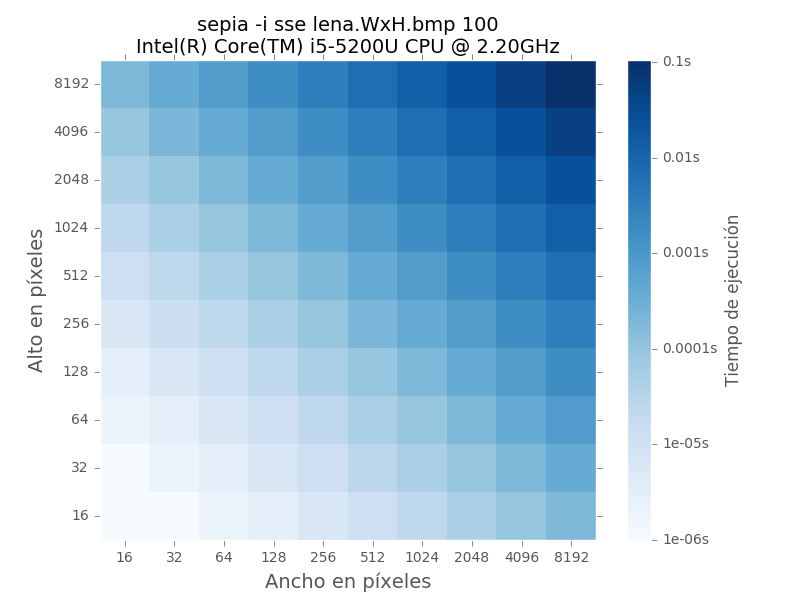 sepia -i sse lena.WxH.bmp 100
Intel(R) Core(TM) i5-5200U CPU @ 2.20GHz
Alto en píxeles
8192
4096
2048
1024
512
256
128
64
32
16
16 32 64 128 256 512 1024 2048 4096 8192
Ancho en píxeles
0.1s
0.01s
0.001s
0.0001s
1e-05s
1e-06s
Tiempo de ejecución